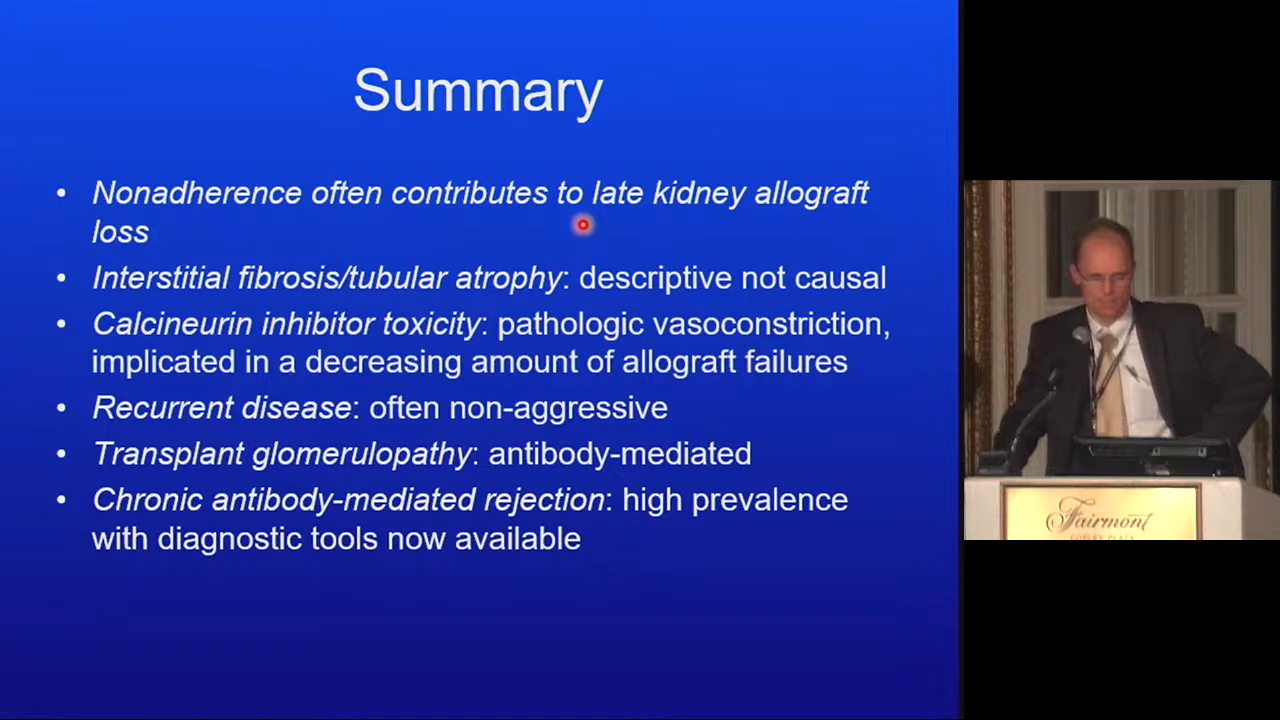 Summary
• Nonadherence often contributes to late kidney allograft
loss
• Interstitial fibrosis/tubular atrophy: descriptive not causal
• Calcineurin inhibitor toxicity: pathologic vasoconstriction,
implicated in a decreasing amount of allograft failures
• Recurrent disease: often non-aggressive
• Transplant glomerulopathy: antibody-mediated
• Chronic antibody-mediated rejection: high prevalence
with diagnostic tools now available
Fairmont
COPLEY PLAZA